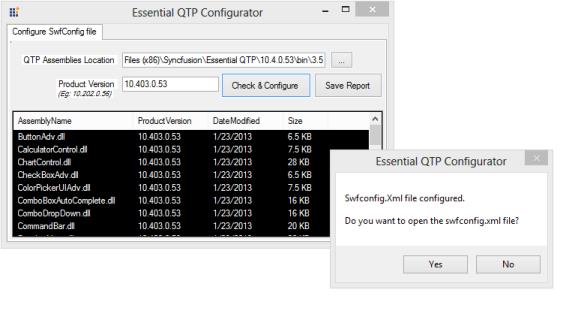 Essential QTP Configurator
Configure SwfConfig file
QTP Assemblies Location Files (x86)\Syncfusion\Essential QTP\10.4.0.53\bin\3.5 ...
Product Version 10.403.0.53 Check & Configure Save Report
(Eg: 10.202.0.56)
AssemblyName ProductVersion DateModified Size
ButtonAdv.dll 10.403.0.53 1/23/2013 6.5 KB
CalculatorControl.dll 10.403.0.53 1/23/2013 7.5 KB
ChartControl.dll 10.403.0.53 1/23/2013 28 KB
CheckBoxAdv.dll 10.403.0.53 1/23/2013 6.5 KB
ColorPickerUIAdv.dll 10.403.0.53 1/23/2013 7.5 KB
ComboBoxAutoComplete.dll 10.403.0.53 1/23/2013 16 KB
ComboDropDown.dll 10.403.0.53 1/23/2013 16 KB
CommandBar.dll 10.403.0.53 1/23/2013 20 KB
Essential QTP Configurator
Swfconfig.Xml file configured.
Do you want to open the swfconfig.xml file?
Yes No